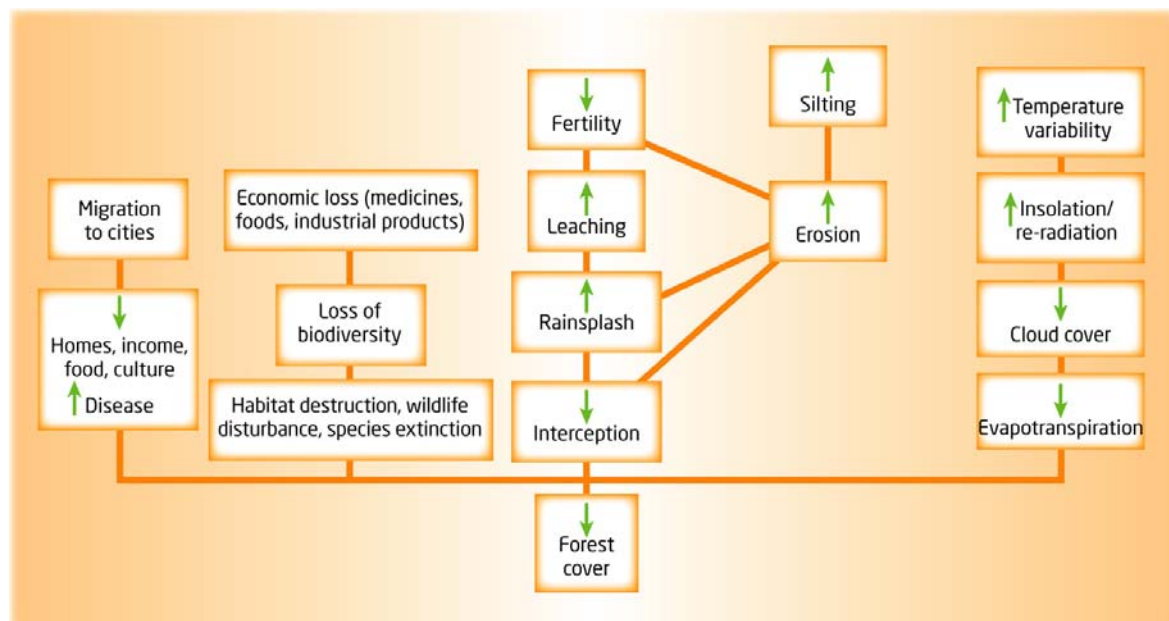 Migration
to cities
Homes, income,
food, culture
Disease
Economic loss (medicines,
foods, industrial products)
Loss of
biodiversity
Habitat destruction, wildlife
disturbance, species extinction
Fertility
Leaching
Rainsplash
Interception
Forest
cover
Silting
Erosion
Temperature
variability
Insolation/
re-radiation
Cloud cover
Evapotranspiration